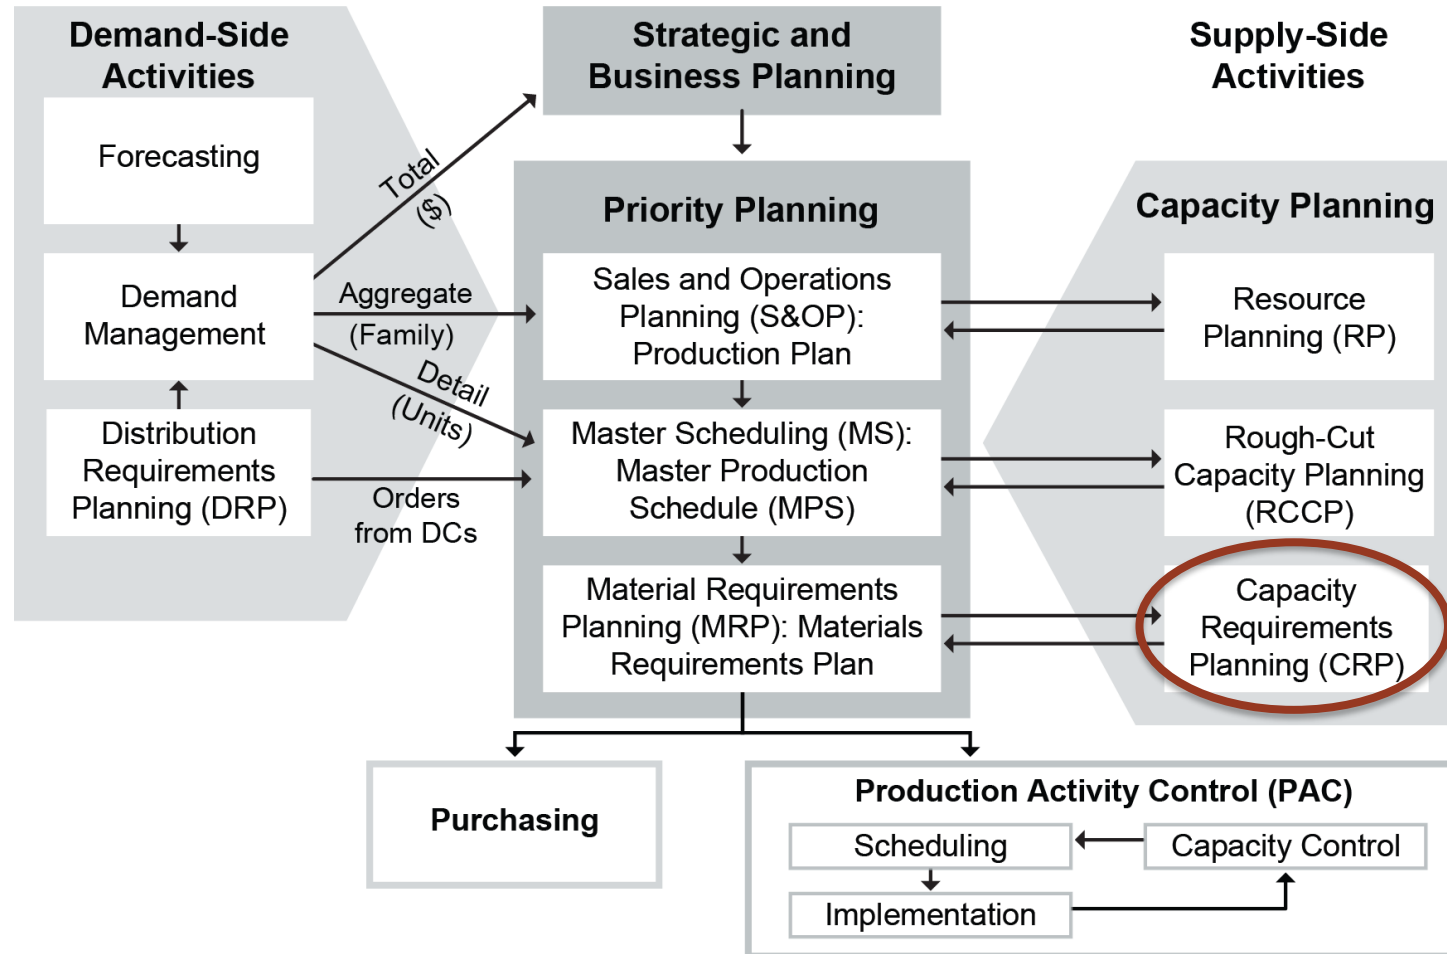 Demand-Side
Activities
Forecasting
Demand
Management
Distribution
Requirements
Planning (DRP)
Total
($)
Aggregate
(Family)
Detail
(Units)
Orders
from DCs
Strategic and
Business Planning
Priority Planning
Sales and Operations
Planning (S&OP):
Production Plan
Master Scheduling (MS):
Master Production
Schedule (MPS)
Material Requirements
Planning (MRP): Materials
Requirements Plan
Supply-Side
Activities
Capacity Planning
Resource
Planning (RP)
Rough-Cut
Capacity Planning
(RCCP)
Capacity
Requirements
Planning (CRP)
Purchasing
Production Activity Control (PAC)
Scheduling
Capacity Control
Implementation